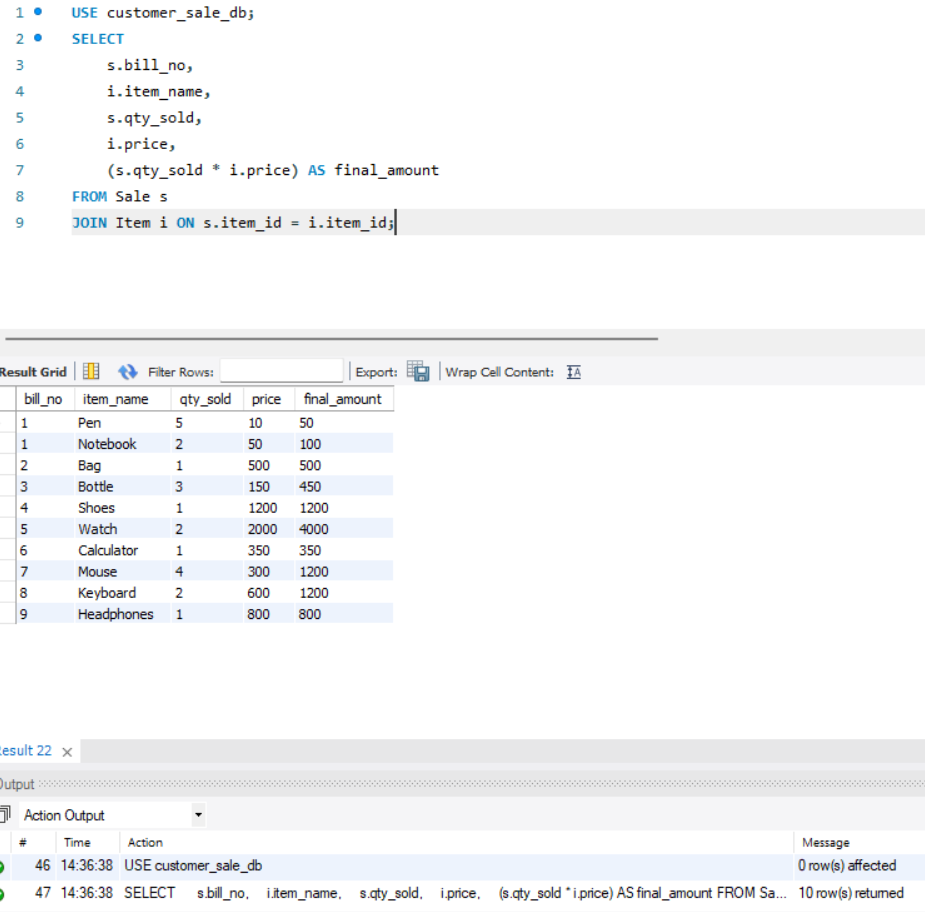 1 USE customer_sale_db;
2 SELECT
3 s.bill_no,
4 i.item_name,
5 s.qty_sold,
6 i.price,
7 (s.qty_sold * i.price) AS final_amount
8 FROM Sale s
9 JOIN Item i ON s.item_id = i.item_id;
Result Grid Filter Rows: Export: Wrap Cell Content: IA
bill_no item_name qty_sold price final_amount
1 Pen 5 10 50
1 Notebook 2 50 100
2 Bag 1 500 500
3 Bottle 3 150 450
4 Shoes 1 1200 1200
5 Watch 2 2000 4000
6 Calculator 1 350 350
7 Mouse 4 300 1200
8 Keyboard 2 600 1200
9 Headphones 1 800 800
Result 22 ×
Output
Action Output
# Time Action Message
46 14:36:38 USE customer_sale_db 0 row(s) affected
47 14:36:38 SELECT s.bill_no, i.item_name, s.qty_sold, i.price, (s.qty_sold * i.price) AS final_amount FROM Sa... 10 row(s) returned